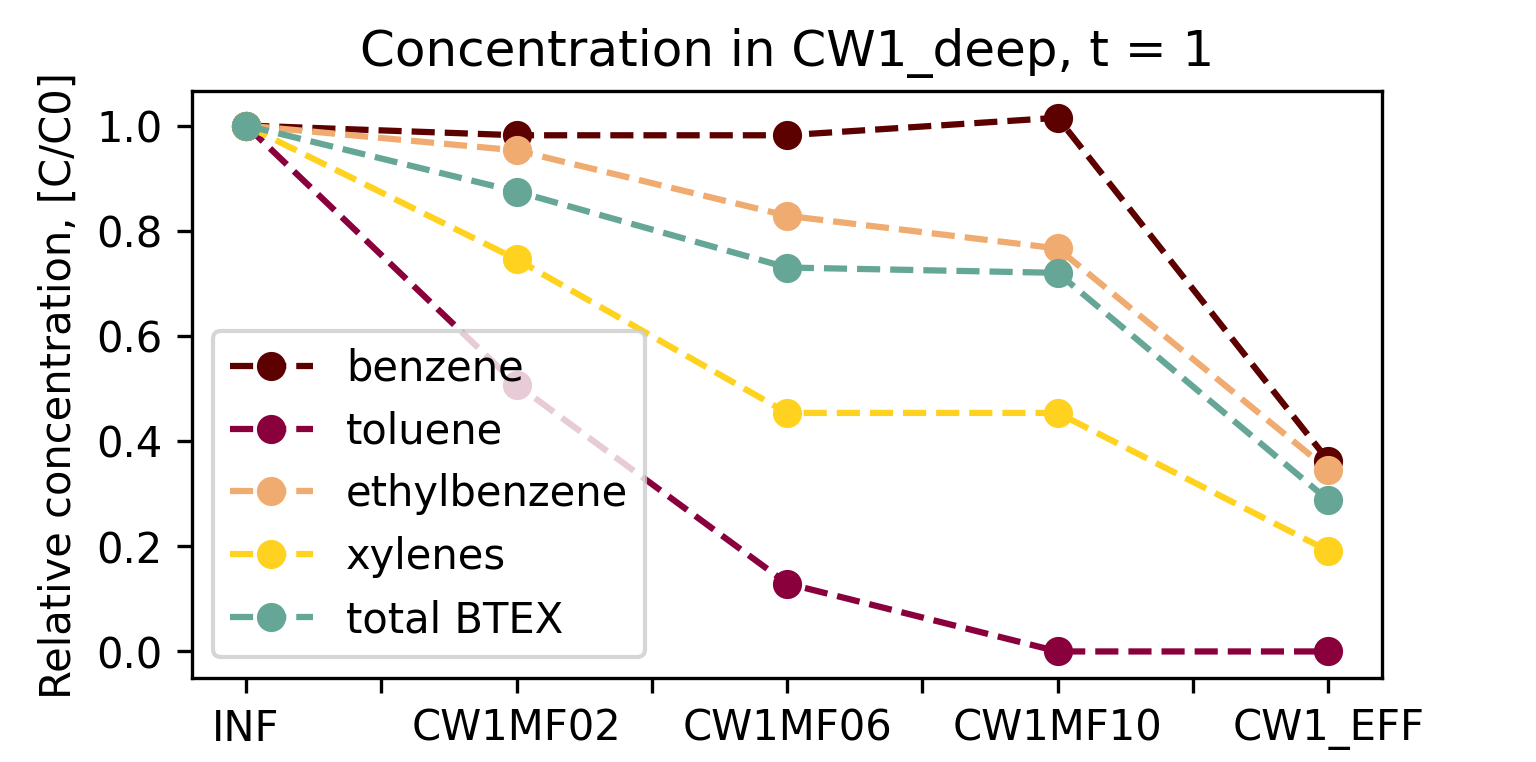 Concentration in CW1_deep, t = 1
Relative concentration, [C/C0]
1.0
0.8
0.6
0.4
0.2
0.0
benzene
toluene
ethylbenzene
xylenes
total BTEX
INF CW1MF02 CW1MF06 CW1MF10 CW1_EFF